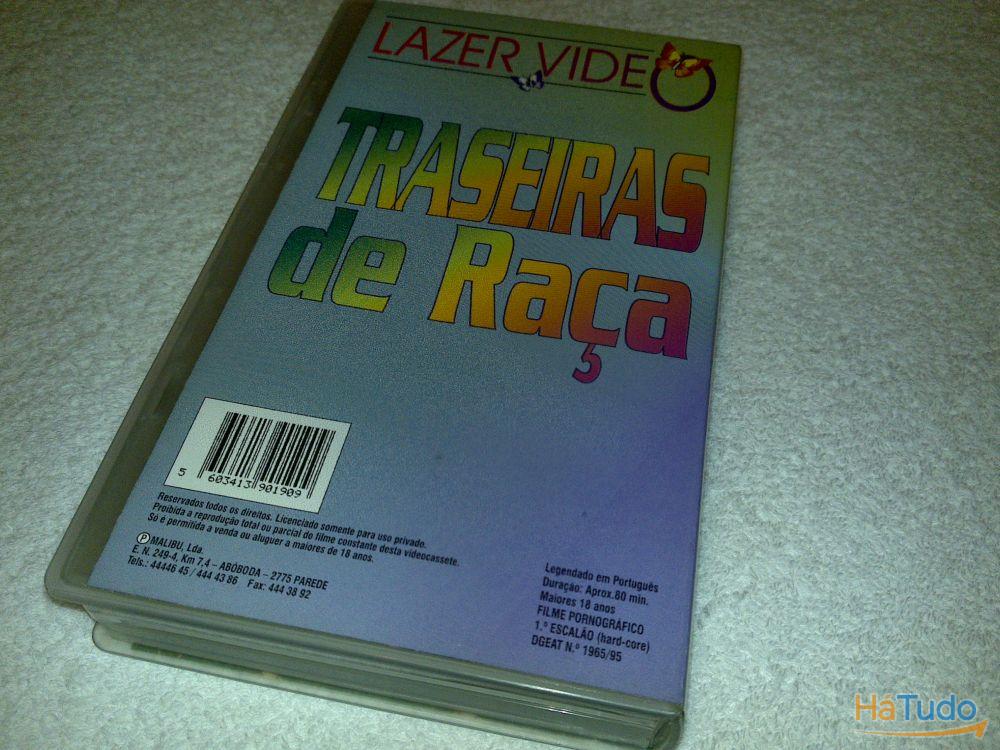 LAZER VIDEO
TRASEIRAS
de Raça
5 603413 901909
Reservados todos os direitos. Licenciado somente para uso privado.
Proibida a reprodução total ou parcial do filme constante desta videocassete.
Só é permitida a venda ou aluguer a maiores de 18 anos.
Ⓟ MALIBU, Lda.
E. N. 249-4, Km 7,4 – ABÓBODA – 2775 PAREDE
Tels.: 44446 45 / 444 43 86 Fax: 444 38 92
Legendado em Português
Duração: Aprox.80 min.
Maiores 18 anos
FILME PORNOGRÁFICO
1.º ESCALÃO (hard-core)
DGEAT N.º 1965/95
HáTudo